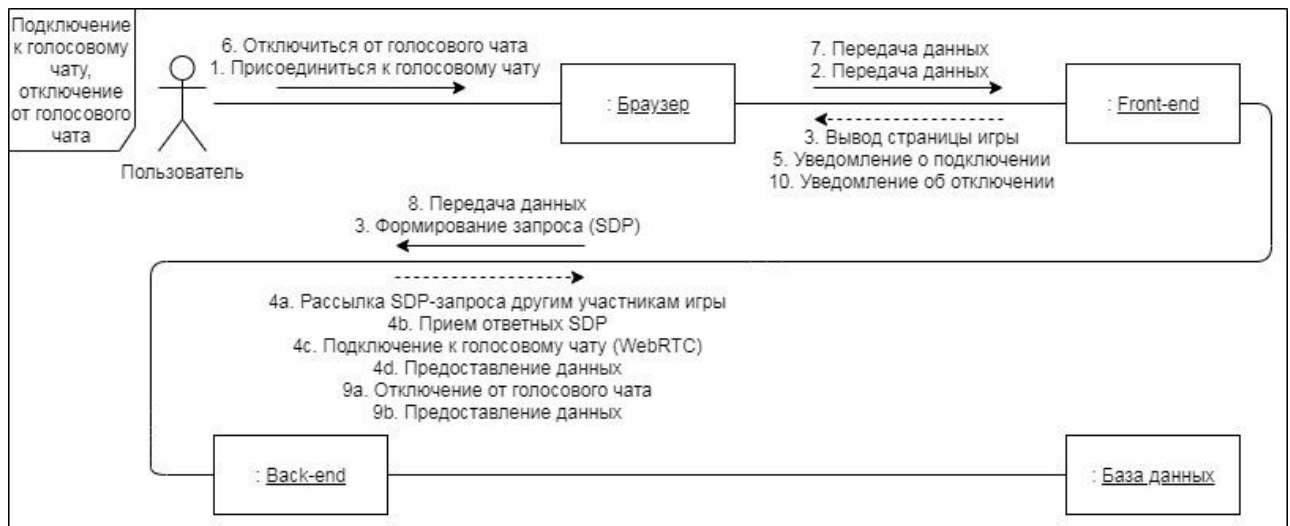 Подключение
к голосовому
чату,
отключение
от голосового
чата
6. Отключиться от голосового чата
1. Присоединиться к голосовому чату
7. Передача данных
2. Передача данных
: Браузер
: Front-end
3. Вывод страницы игры
5. Уведомление о подключении
10. Уведомление об отключении
Пользователь
8. Передача данных
3. Формирование запроса (SDP)
4a. Рассылка SDP-запроса другим участникам игры
4b. Прием ответных SDP
4c. Подключение к голосовому чату (WebRTC)
4d. Предоставление данных
9a. Отключение от голосового чата
9b. Предоставление данных
: Back-end
: База данных